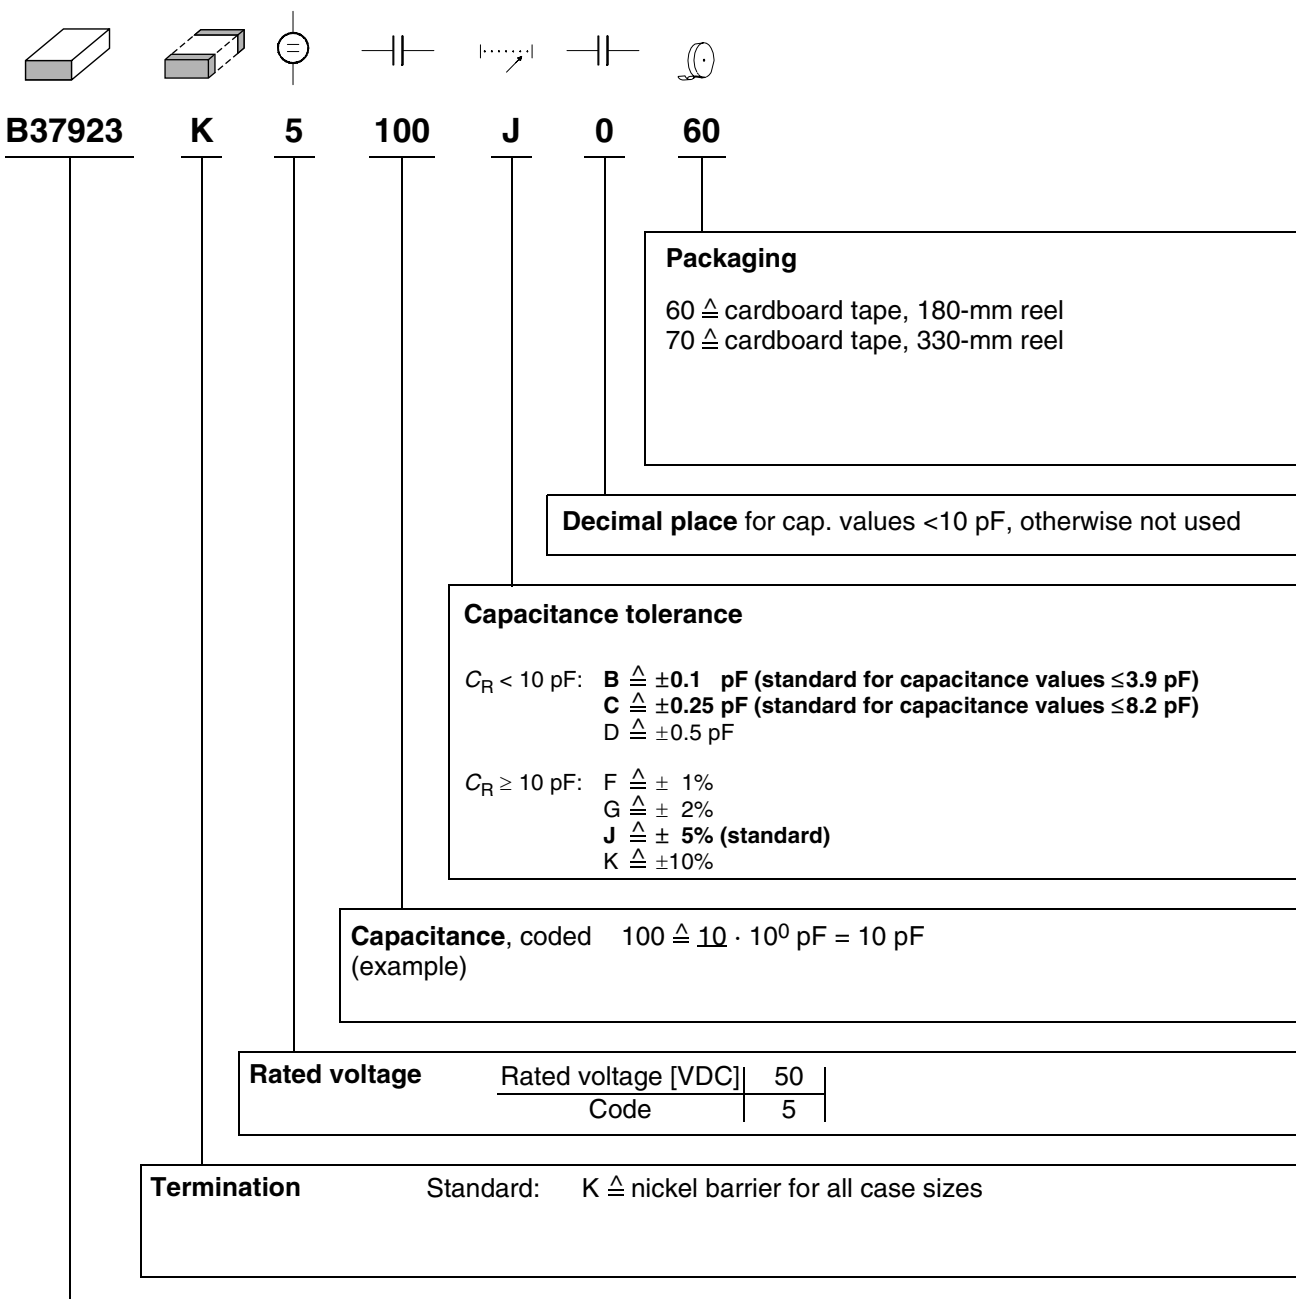 B37923 K 5 100 J 0 60
Packaging
60 ≙ cardboard tape, 180-mm reel
70 ≙ cardboard tape, 330-mm reel
Decimal place for cap. values <10 pF, otherwise not used
Capacitance tolerance
C_R < 10 pF: B ≙ ±0.1 pF (standard for capacitance values ≤3.9 pF)
C ≙ ±0.25 pF (standard for capacitance values ≤8.2 pF)
D ≙ ±0.5 pF
C_R ≥ 10 pF: F ≙ ± 1%
G ≙ ± 2%
J ≙ ± 5% (standard)
K ≙ ±10%
Capacitance, coded 100 ≙ 10 · 10⁰ pF = 10 pF
(example)
Rated voltage Rated voltage [VDC] 50
Code 5
Termination Standard: K ≙ nickel barrier for all case sizes